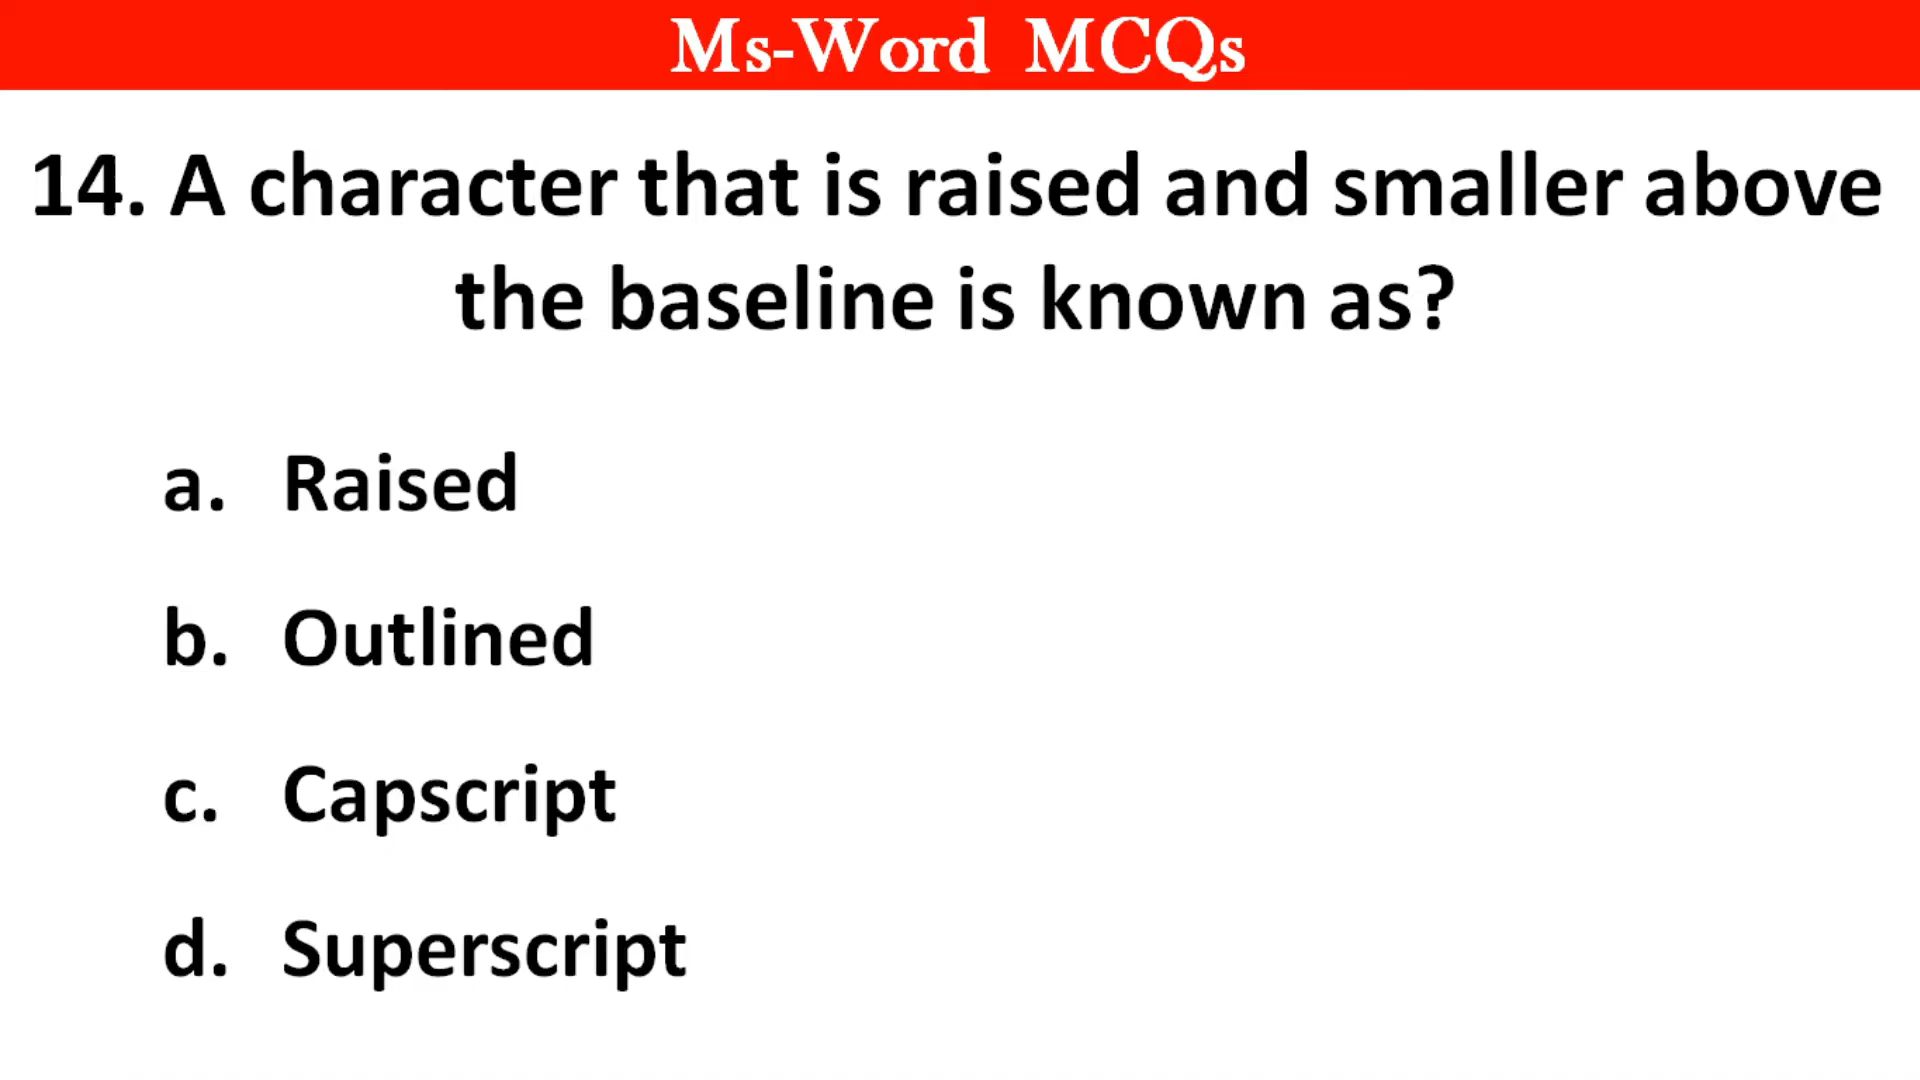 Ms-Word MCQs
14. A character that is raised and smaller above
the baseline is known as?
a. Raised
b. Outlined
c. Capscript
d. Superscript